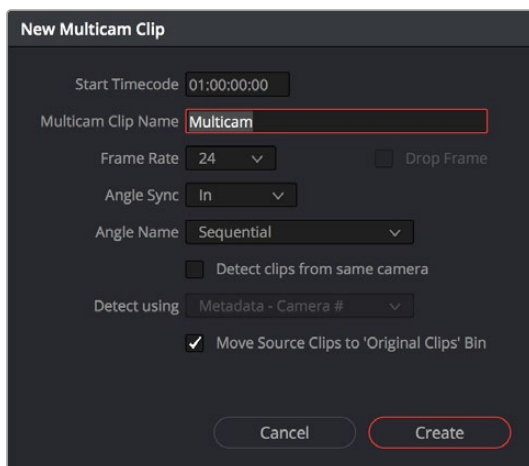 New Multicam Clip
Start Timecode 01:00:00:00
Multicam Clip Name Multicam
Frame Rate 24 Drop Frame
Angle Sync In
Angle Name Sequential
Detect clips from same camera
Detect using Metadata - Camera #
Move Source Clips to 'Original Clips' Bin
Cancel Create